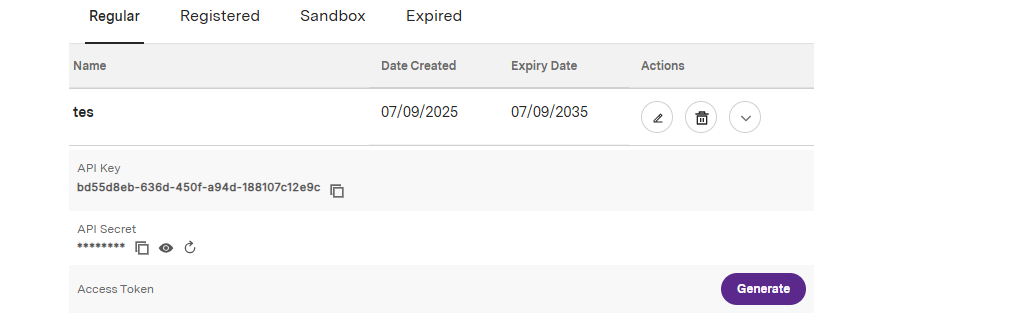 Regular Registered Sandbox Expired
Name Date Created Expiry Date Actions
tes 07/09/2025 07/09/2035
API Key
bd55d8eb-636d-450f-a94d-188107c12e9c
API Secret
********
Access Token Generate